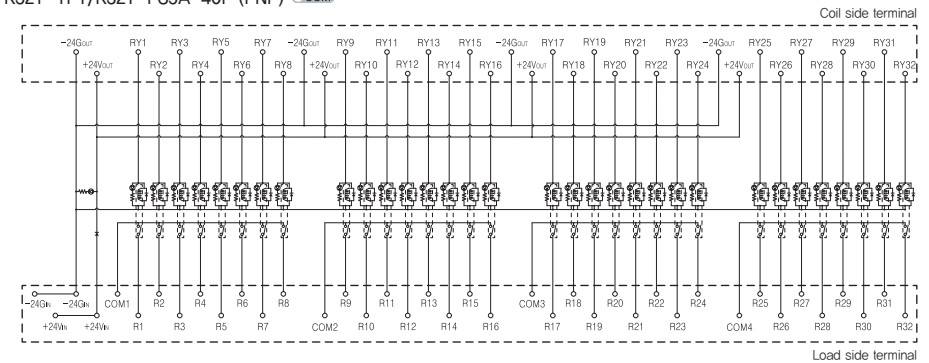 R32T-1P1/R32T-PS5A-40P (PNP)
Coil side terminal
-24GOUT RY1 RY3 RY5 RY7 -24GOUT RY9 RY11 RY13 RY15 -24GOUT RY17 RY19 RY21 RY23 -24GOUT RY25 RY27 RY29 RY31
+24VOUT RY2 RY4 RY6 RY8 +24VOUT RY10 RY12 RY14 RY16 +24VOUT RY18 RY20 RY22 RY24 +24VOUT RY26 RY28 RY30 RY32
-24GIN -24GIN COM1 R2 R4 R6 R8 R9 R11 R13 R15 COM3 R18 R20 R22 R24 R25 R27 R29 R31
+24VIN +24VIN R1 R3 R5 R7 COM2 R10 R12 R14 R16 R17 R19 R21 R23 COM4 R26 R28 R30 R32
Load side terminal